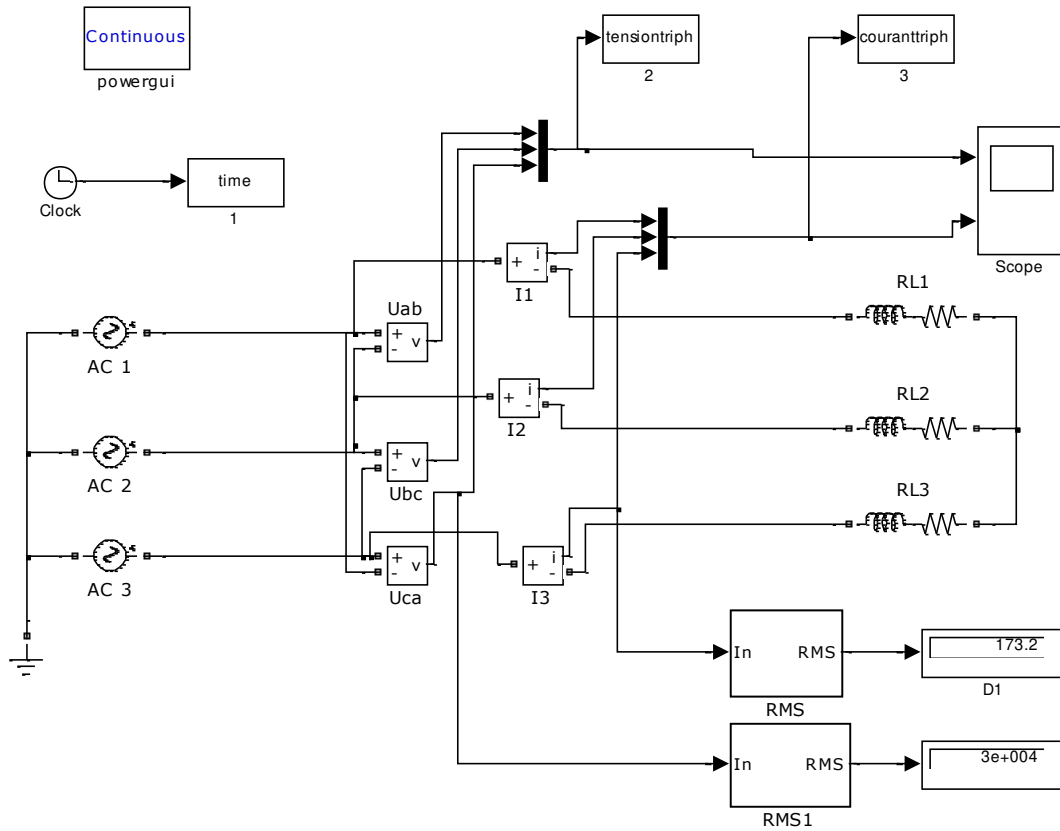 Continuous
powergui
tensiontriph
2
couranttriph
3
Clock
time
1
Scope
i
+
-
I1
RL1
Uab
+
-
v
AC 1
i
+
-
I2
RL2
AC 2
+
-
v
Ubc
RL3
AC 3
+
-
v
Uca
i
+
-
I3
In
RMS
173.2
D1
RMS
In
RMS
3e+004
RMS1